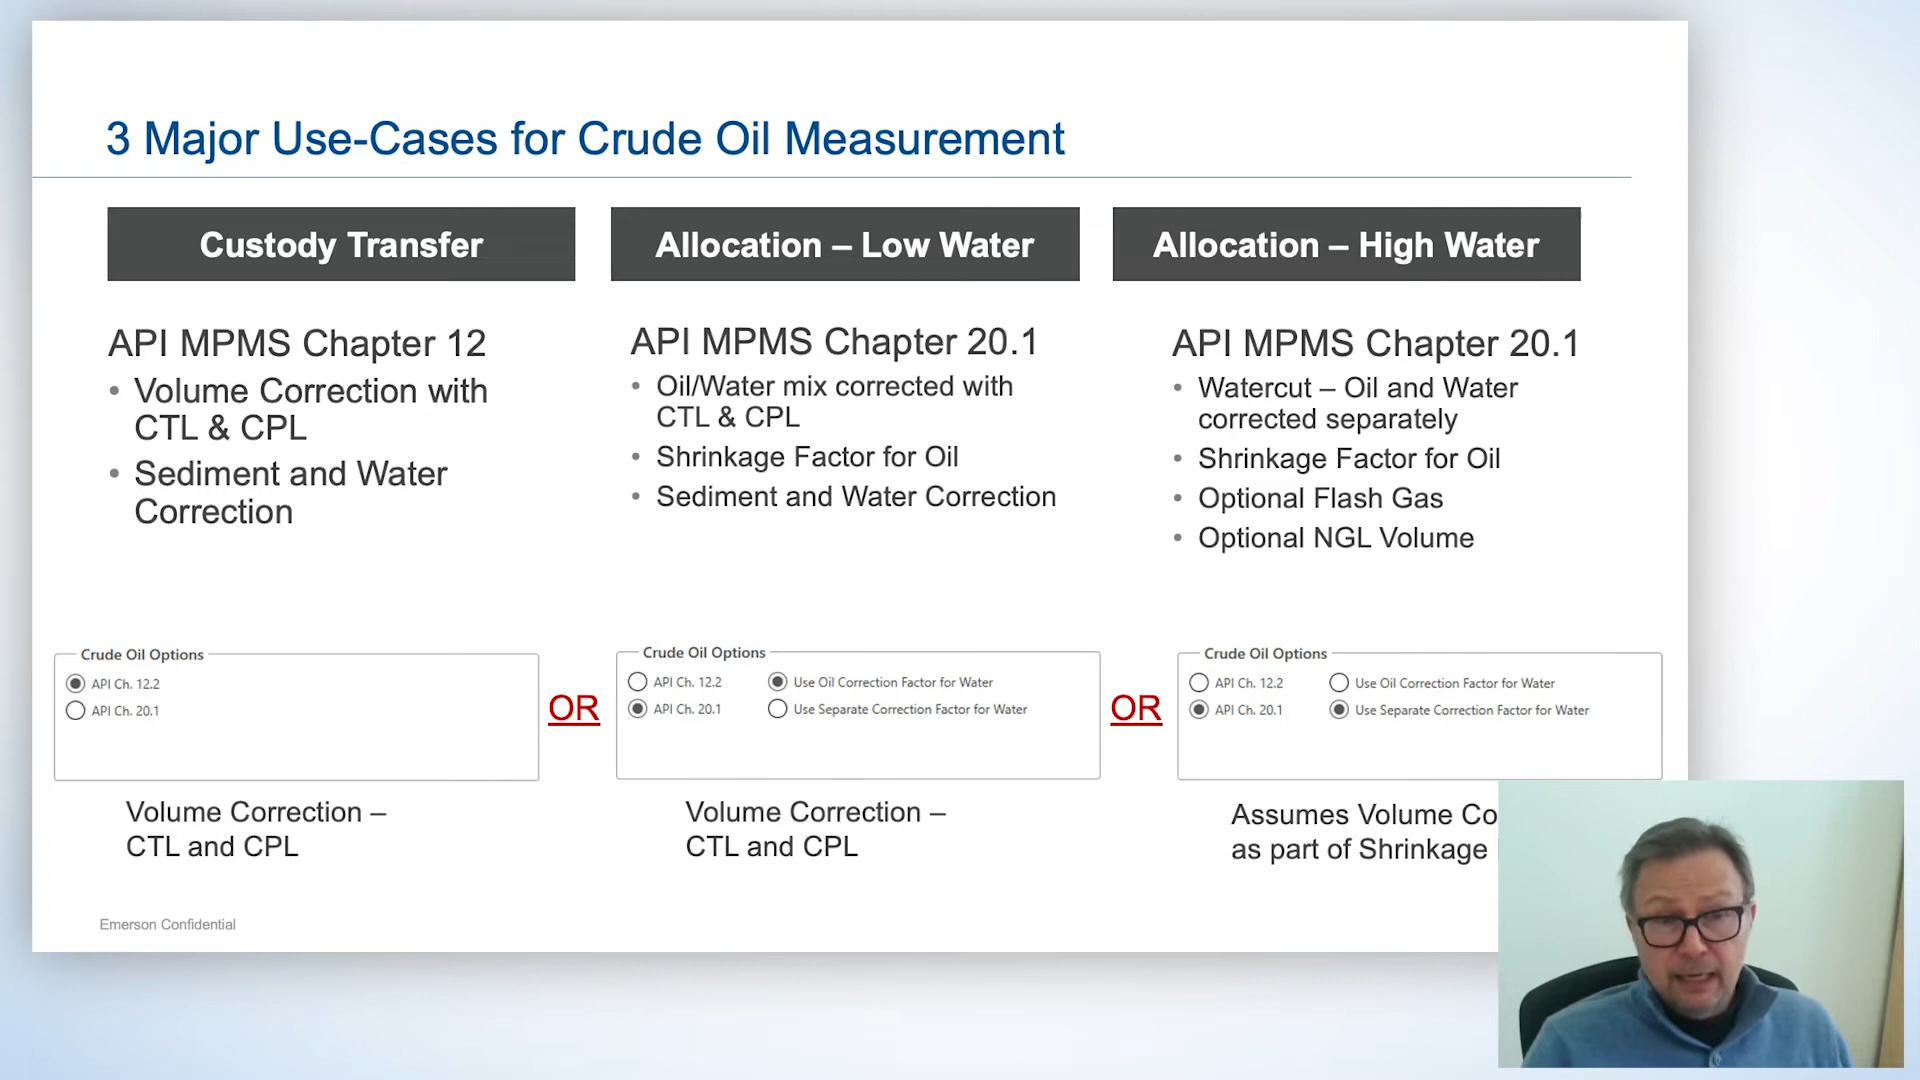 3 Major Use-Cases for Crude Oil Measurement
Custody Transfer
API MPMS Chapter 12
• Volume Correction with
CTL & CPL
• Sediment and Water
Correction
Crude Oil Options
API Ch. 12.2
API Ch. 20.1
Volume Correction –
CTL and CPL
OR
Allocation – Low Water
API MPMS Chapter 20.1
• Oil/Water mix corrected with
CTL & CPL
• Shrinkage Factor for Oil
• Sediment and Water Correction
Crude Oil Options
API Ch. 12.2
Use Oil Correction Factor for Water
API Ch. 20.1
Use Separate Correction Factor for Water
Volume Correction –
CTL and CPL
OR
Allocation – High Water
API MPMS Chapter 20.1
• Watercut – Oil and Water
corrected separately
• Shrinkage Factor for Oil
• Optional Flash Gas
• Optional NGL Volume
Crude Oil Options
API Ch. 12.2
Use Oil Correction Factor for Water
API Ch. 20.1
Use Separate Correction Factor for Water
Assumes Volume Co
as part of Shrinkage
Emerson Confidential